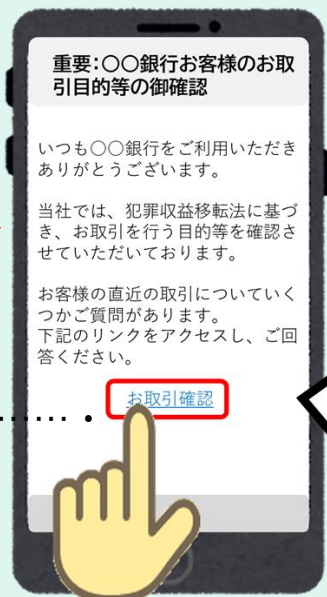 重要:〇〇銀行お客様のお取
引目的等の御確認
いつも〇〇銀行をご利用いただき
ありがとうございます。
当社では、犯罪収益移転法に基づ
き、お取引を行う目的等を確認さ
せていただいております。
お客様の直近の取引についていく
つかご質問があります。
下記のリンクをアクセスし、ご回
答ください。
お取引確認